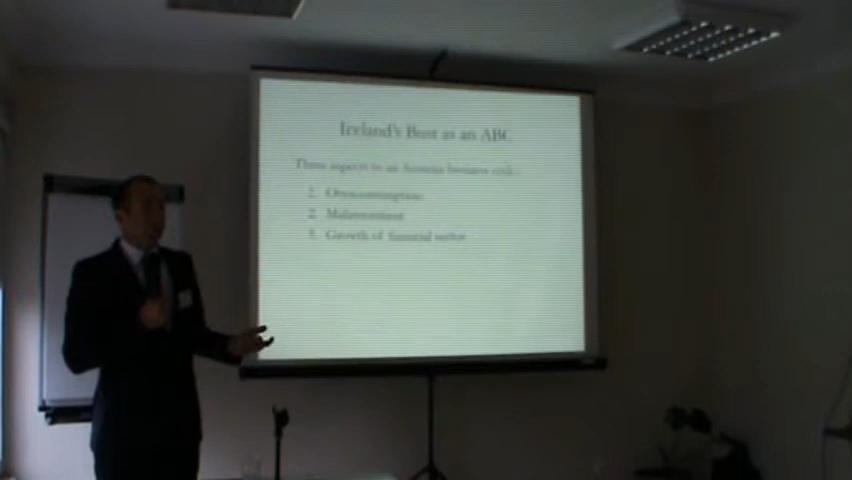 Ireland's Bust as an ABC
Three aspects to an Austrian business cycle:
1. Overconsumption
2. Malinvestment
3. Growth of financial sector